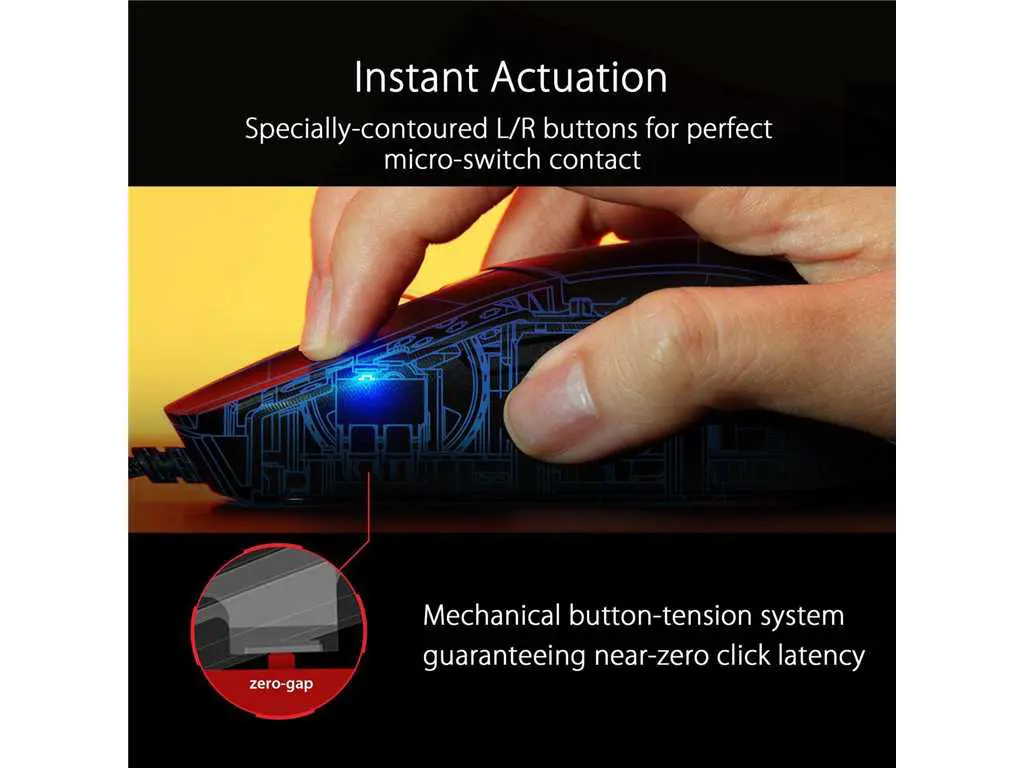 Instant Actuation
Specially-contoured L/R buttons for perfect
micro-switch contact
Mechanical button-tension system
guaranteeing near-zero click latency
zero-gap